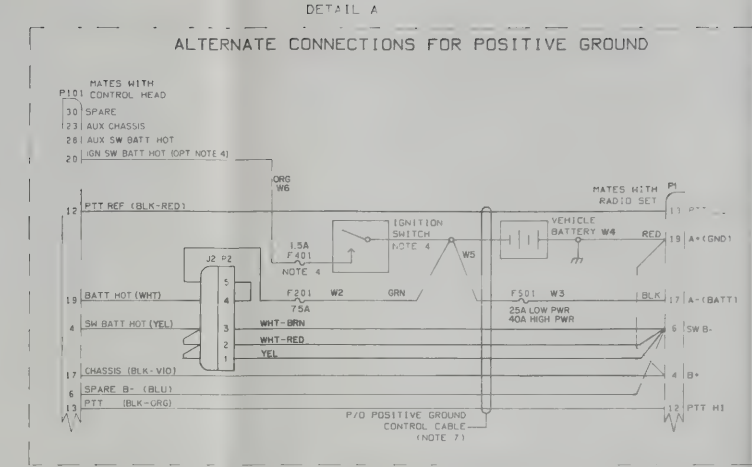 DETAIL A
ALTERNATE CONNECTIONS FOR POSITIVE GROUND
MATES WITH
P101 CONTROL HEAD
30 SPARE
23 AUX CHASSIS
28 AUX SW BATT HOT
20 IGN SW BATT HOT (OPT NOTE 4)
ORG
W6
MATES WITH P1
RADIO SET
12 PTT REF (BLK-RED)
11
IGNITION
SWITCH
NOTE 4
VEHICLE
BATTERY W4
RED 19 A+(GND)
1.5A
F401
NOTE 4
W5
J2 P2
5
19 BATT HOT (WHT) 4
F201 W2 GRN
75A
F501 W3
25A LOW PWR
40A HIGH PWR
BLK 17 A-(BATT)
4 SW BATT HOT (YEL) 3 WHT-BRN
6 SW B-
2 WHT-RED
1 YEL
17 CHASSIS (BLK-VIO)
4 B+
6 SPARE B- (BLU)
13 PTT (BLK-ORG)
12 PTT HI
P/O POSITIVE GROUND
CONTROL CABLE
(NOTE 7)